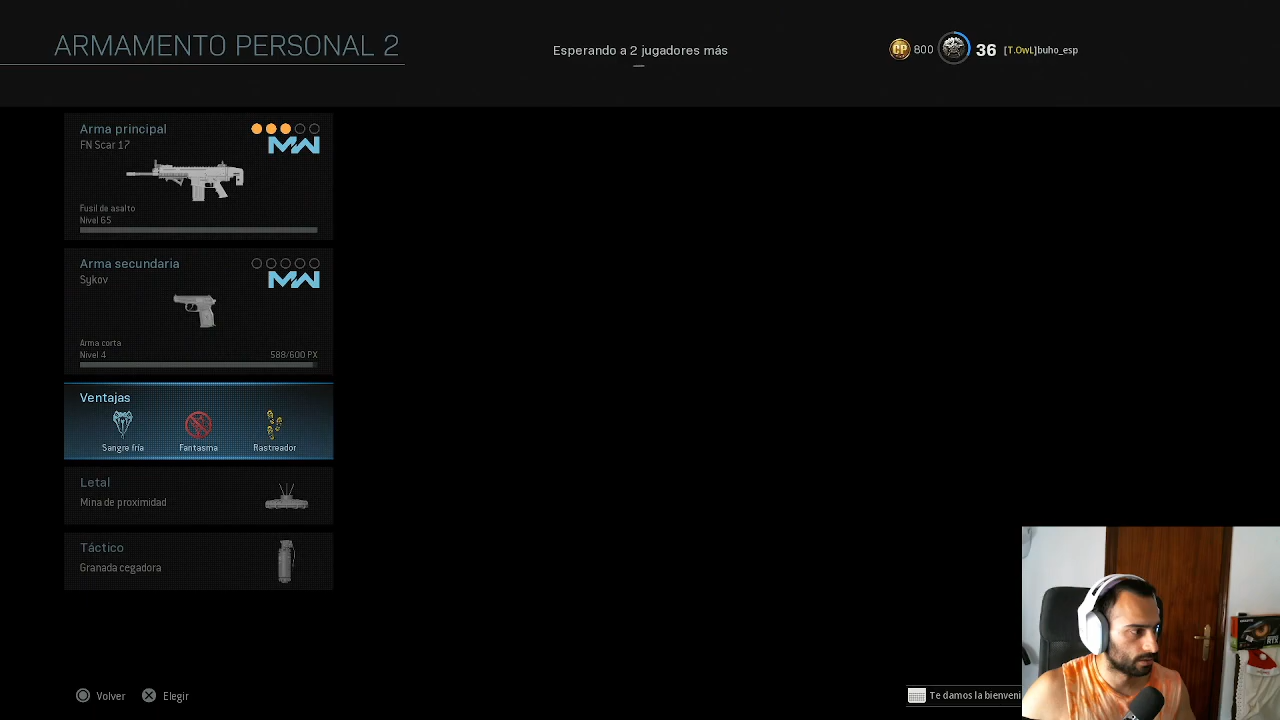 ARMAMENTO PERSONAL 2
Esperando a 2 jugadores más
CP 800
36 [T.OwL]buho_esp
Arma principal
FN Scar 17
MW
Fusil de asalto
Nivel 65
Arma secundaria
Sykov
MW
Arma corta
Nivel 4 588/600 PX
Ventajas
Sangre fría Fantasma Rastreador
Letal
Mina de proximidad
Táctico
Granada cegadora
Volver Elegir
Te damos la bienveni